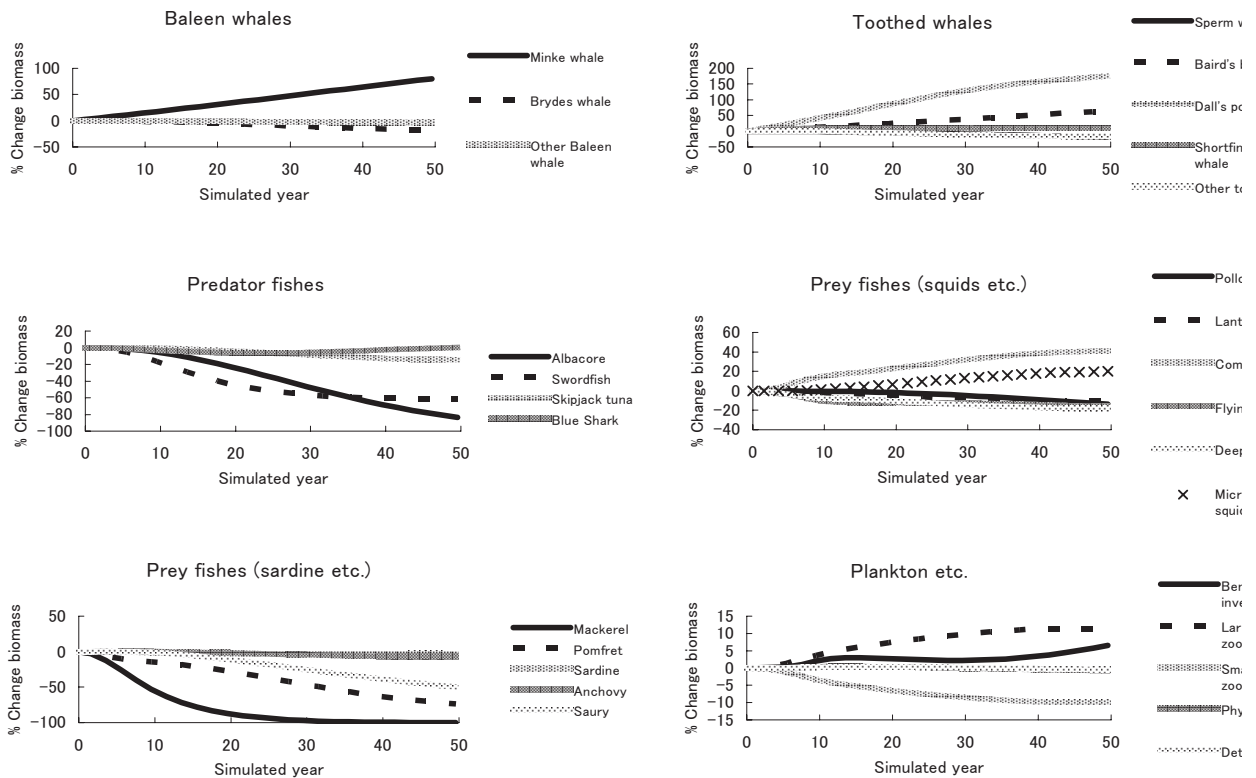 Baleen whales
% Change biomass
100
50
0
−50
0 10 20 30 40 50
Simulated year
Minke whale
Brydes whale
Other Baleen
whale
Toothed whales
% Change biomass
200
150
100
50
0
−50
0 10 20 30 40 50
Simulated year
Sperm w
Baird's b
Dall's po
Shortfin
whale
Other to
Predator fishes
% Change biomass
20
0
−20
−40
−60
−80
−100
0 10 20 30 40 50
Simulated year
Albacore
Swordfish
Skipjack tuna
Blue Shark
Prey fishes (squids etc.)
% Change biomass
60
40
20
0
−20
−40
0 10 20 30 40 50
Simulated year
Pollo
Lant
Com
Flyin
Deep
Micr
squid
Prey fishes (sardine etc.)
% Change biomass
50
0
−50
−100
0 10 20 30 40 50
Simulated year
Mackerel
Pomfret
Sardine
Anchovy
Saury
Plankton etc.
% Change biomass
15
10
5
0
−5
−10
−15
0 10 20 30 40 50
Simulated year
Ben
inve
Lar
zoo
Sma
zoo
Phy
Det